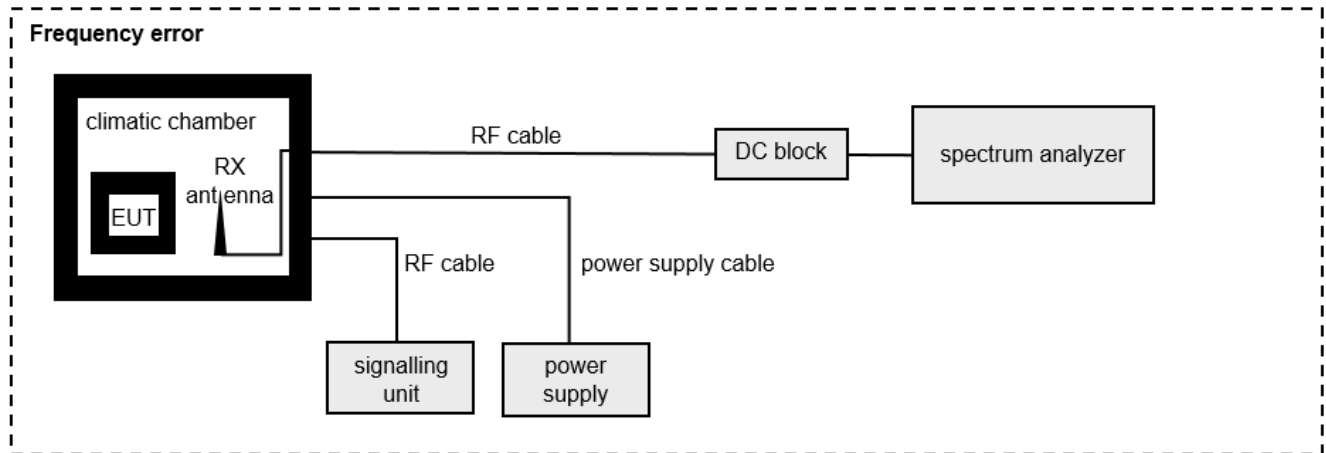 Frequency error
climatic chamber
RX
antenna
EUT
RF cable
DC block
spectrum analyzer
RF cable
power supply cable
signalling
unit
power
supply